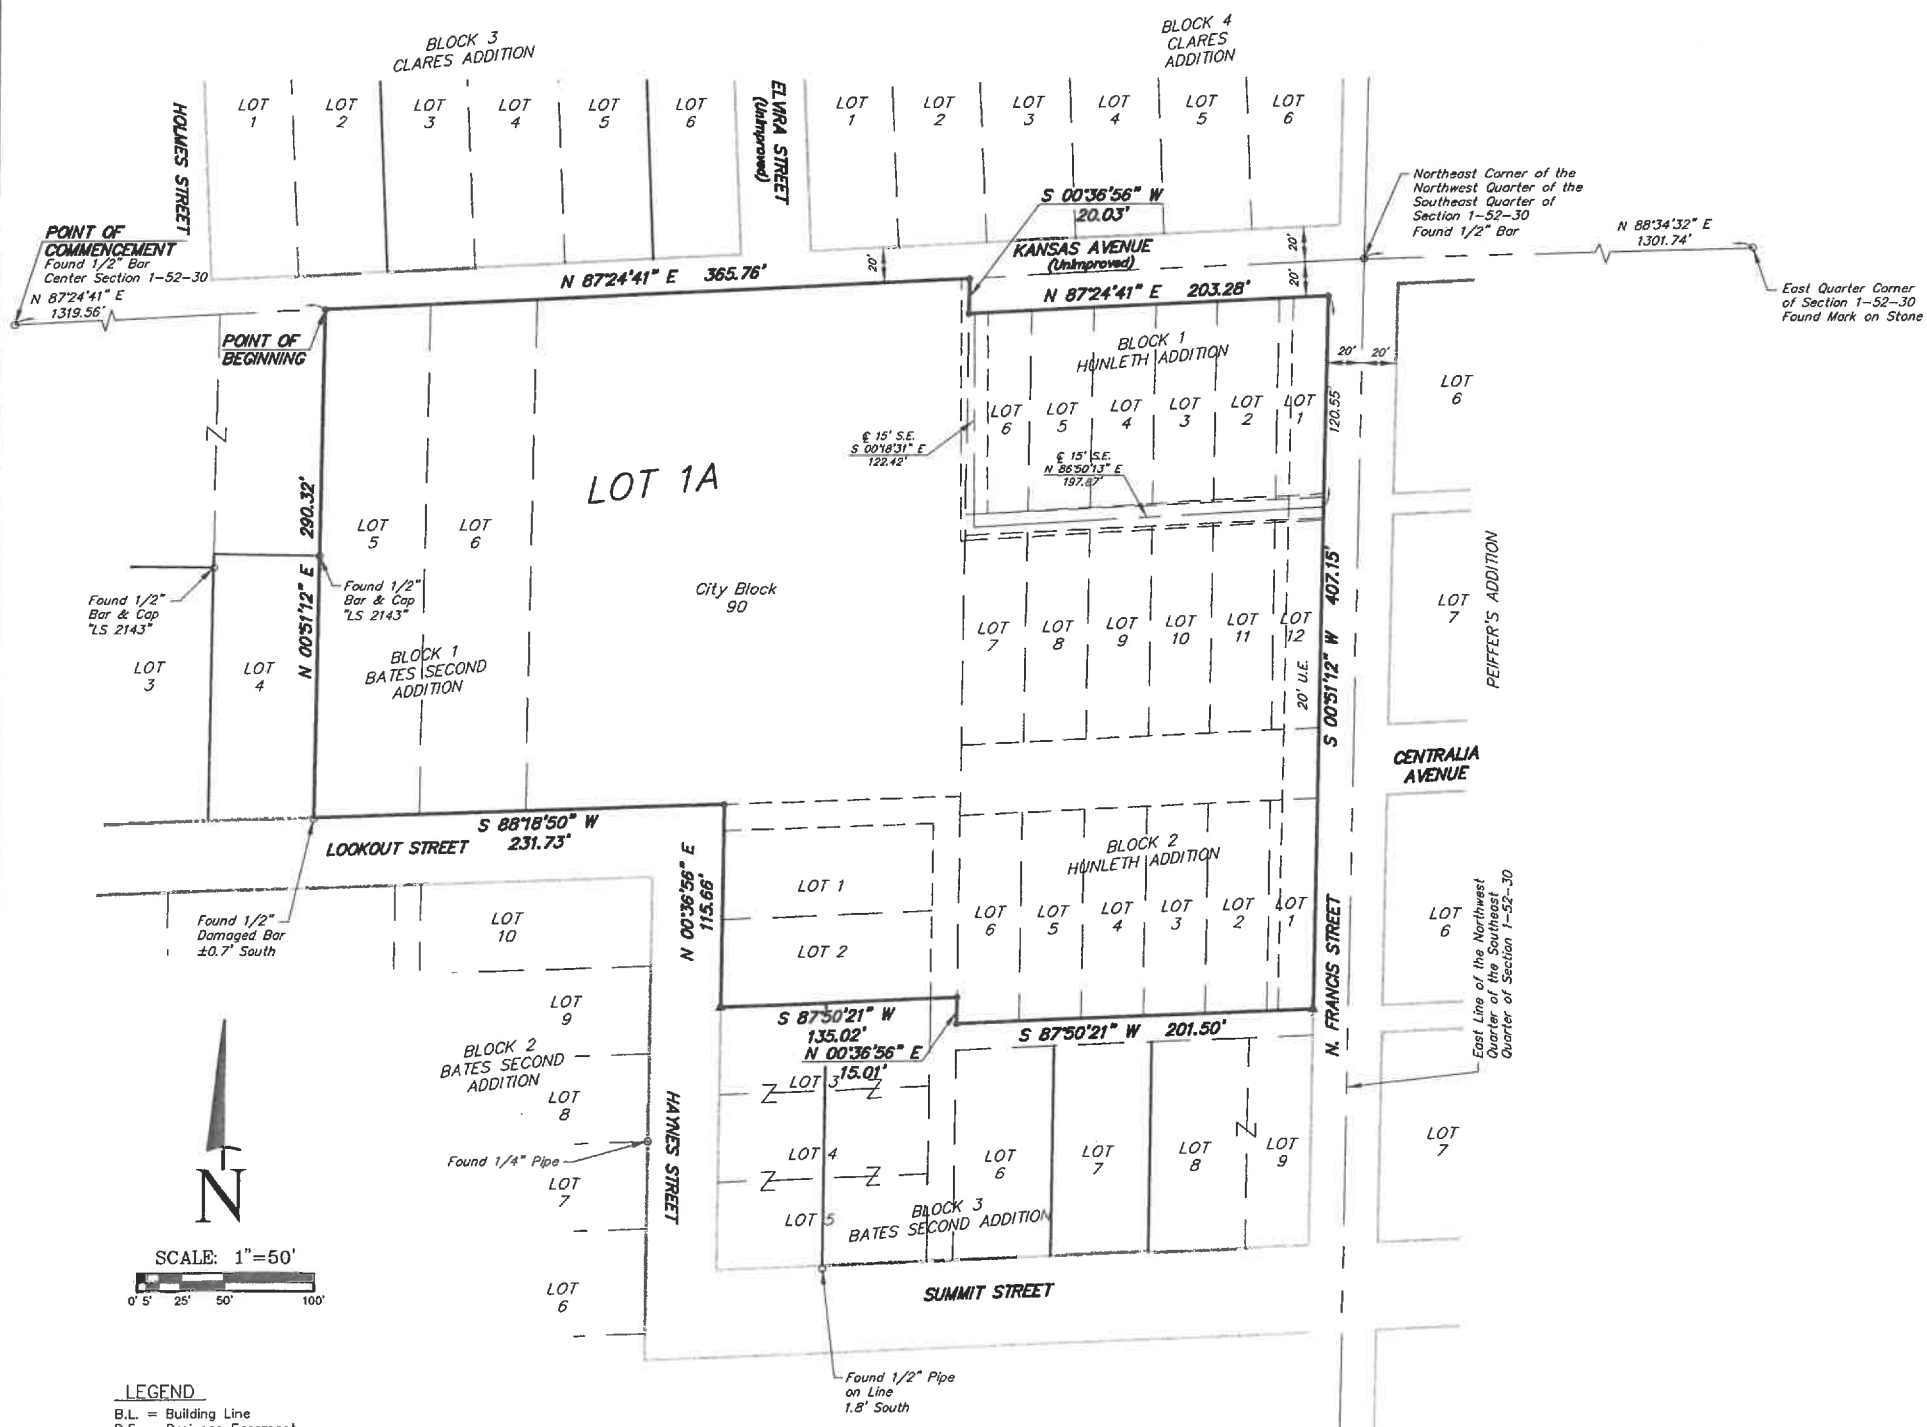 BLOCK 3
CLARES ADDITION
BLOCK 4
CLARES
ADDITION
HOLMES STREET
LOT
1
LOT
2
LOT
3
LOT
4
LOT
5
LOT
6
ELVIRA STREET
(Unimproved)
LOT
1
LOT
2
LOT
3
LOT
4
LOT
5
LOT
6
Northeast Corner of the
Northwest Quarter of the
Southeast Quarter of
Section 1-52-30
Found 1/2" Bar
N 88°34'32" E
1301.74'
East Quarter Corner
of Section 1-52-30
Found Mark on Stone
POINT OF
COMMENCEMENT
Found 1/2" Bar
Center Section 1-52-30
N 87°24'41" E
1319.56'
POINT OF
BEGINNING
N 87°24'41" E 365.76'
20'
S 00°36'56" W
20.03'
KANSAS AVENUE
(Unimproved)
20'
20'
N 87°24'41" E 203.28'
BLOCK 1
HUNLETH ADDITION
20'
20'
120.55'
LOT
6
LOT
6
LOT
5
LOT
4
LOT
3
LOT
2
LOT
1
℄ 15' S.E.
S 00°18'31" E
122.42'
℄ 15' S.E.
N 86°50'13" E
197.67'
LOT 1A
City Block
90
N 00°51'12" E 290.32'
LOT
5
LOT
6
Found 1/2"
Bar & Cap
"LS 2143"
Found 1/2"
Bar & Cap
"LS 2143"
LOT
3
LOT
4
BLOCK 1
BATES SECOND
ADDITION
LOT
7
LOT
8
LOT
9
LOT
10
LOT
11
LOT
12
20' U.E.
S 00°51'12" W 407.15'
LOT
7
PEIFFER'S ADDITION
CENTRALIA
AVENUE
S 88°18'50" W
231.73'
LOOKOUT STREET
N 00°36'56" E
115.66'
LOT 1
LOT 2
BLOCK 2
HUNLETH ADDITION
LOT
6
LOT
5
LOT
4
LOT
3
LOT
2
LOT
1
N. FRANCIS STREET
LOT
6
East Line of the Northwest
Quarter of the Southeast
Quarter of Section 1-52-30
Found 1/2"
Damaged Bar
±0.7' South
LOT
10
LOT
9
BLOCK 2
BATES SECOND
ADDITION
LOT
8
Found 1/4" Pipe
LOT
7
LOT
6
HAYNES STREET
S 87°50'21" W
135.02'
N 00°36'56" E
15.01'
S 87°50'21" W 201.50'
LOT 3
LOT 4
LOT 5
BLOCK 3
BATES SECOND ADDITION
LOT
6
LOT
7
LOT
8
LOT
9
LOT
7
SUMMIT STREET
N
SCALE: 1"=50'
0' 5' 25' 50' 100'
Found 1/2" Pipe
on Line
1.8' South
LEGEND
B.L. = Building Line